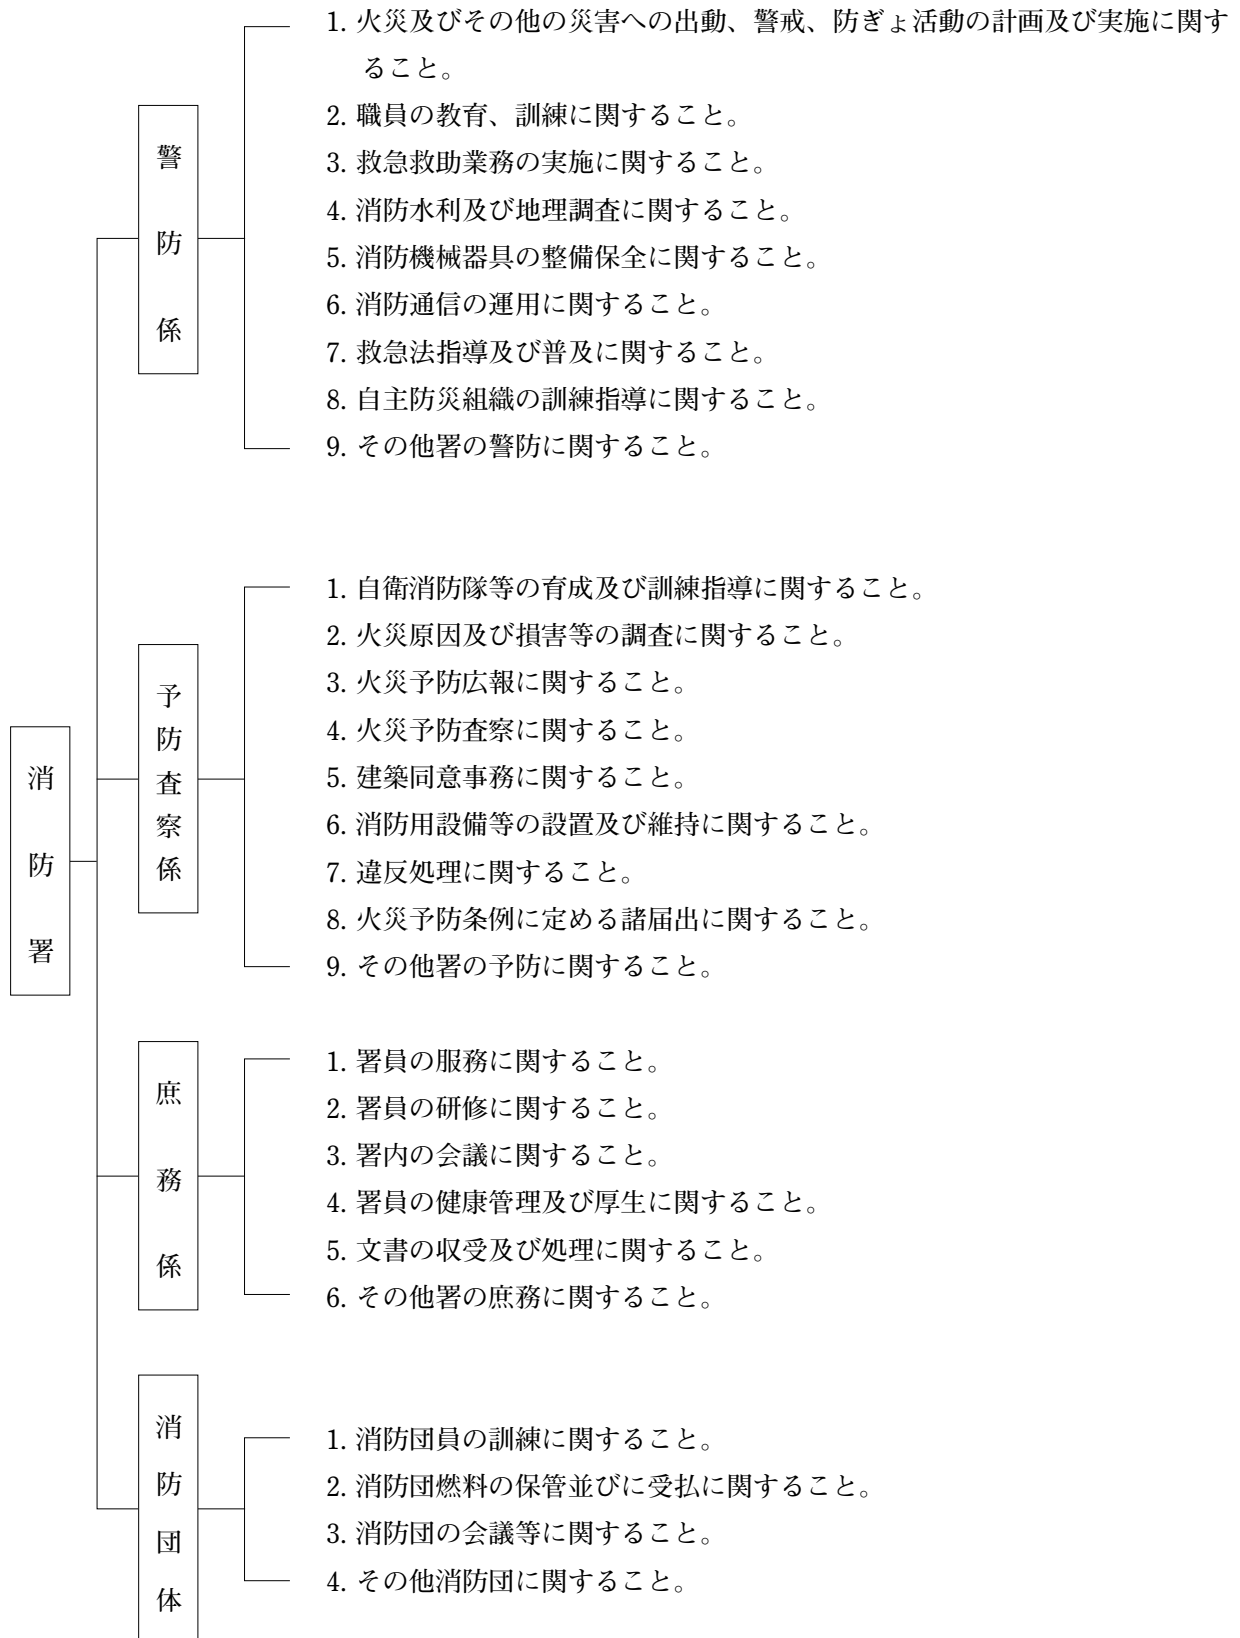 消防署
警防係
1. 火災及びその他の災害への出動、警戒、防ぎょ活動の計画及び実施に関す
ること。
2. 職員の教育、訓練に関すること。
3. 救急救助業務の実施に関すること。
4. 消防水利及び地理調査に関すること。
5. 消防機械器具の整備保全に関すること。
6. 消防通信の運用に関すること。
7. 救急法指導及び普及に関すること。
8. 自主防災組織の訓練指導に関すること。
9. その他署の警防に関すること。
予防査察係
1. 自衛消防隊等の育成及び訓練指導に関すること。
2. 火災原因及び損害等の調査に関すること。
3. 火災予防広報に関すること。
4. 火災予防査察に関すること。
5. 建築同意事務に関すること。
6. 消防用設備等の設置及び維持に関すること。
7. 違反処理に関すること。
8. 火災予防条例に定める諸届出に関すること。
9. その他署の予防に関すること。
庶務係
1. 署員の服務に関すること。
2. 署員の研修に関すること。
3. 署内の会議に関すること。
4. 署員の健康管理及び厚生に関すること。
5. 文書の収受及び処理に関すること。
6. その他署の庶務に関すること。
消防団体
1. 消防団員の訓練に関すること。
2. 消防団燃料の保管並びに受払に関すること。
3. 消防団の会議等に関すること。
4. その他消防団に関すること。